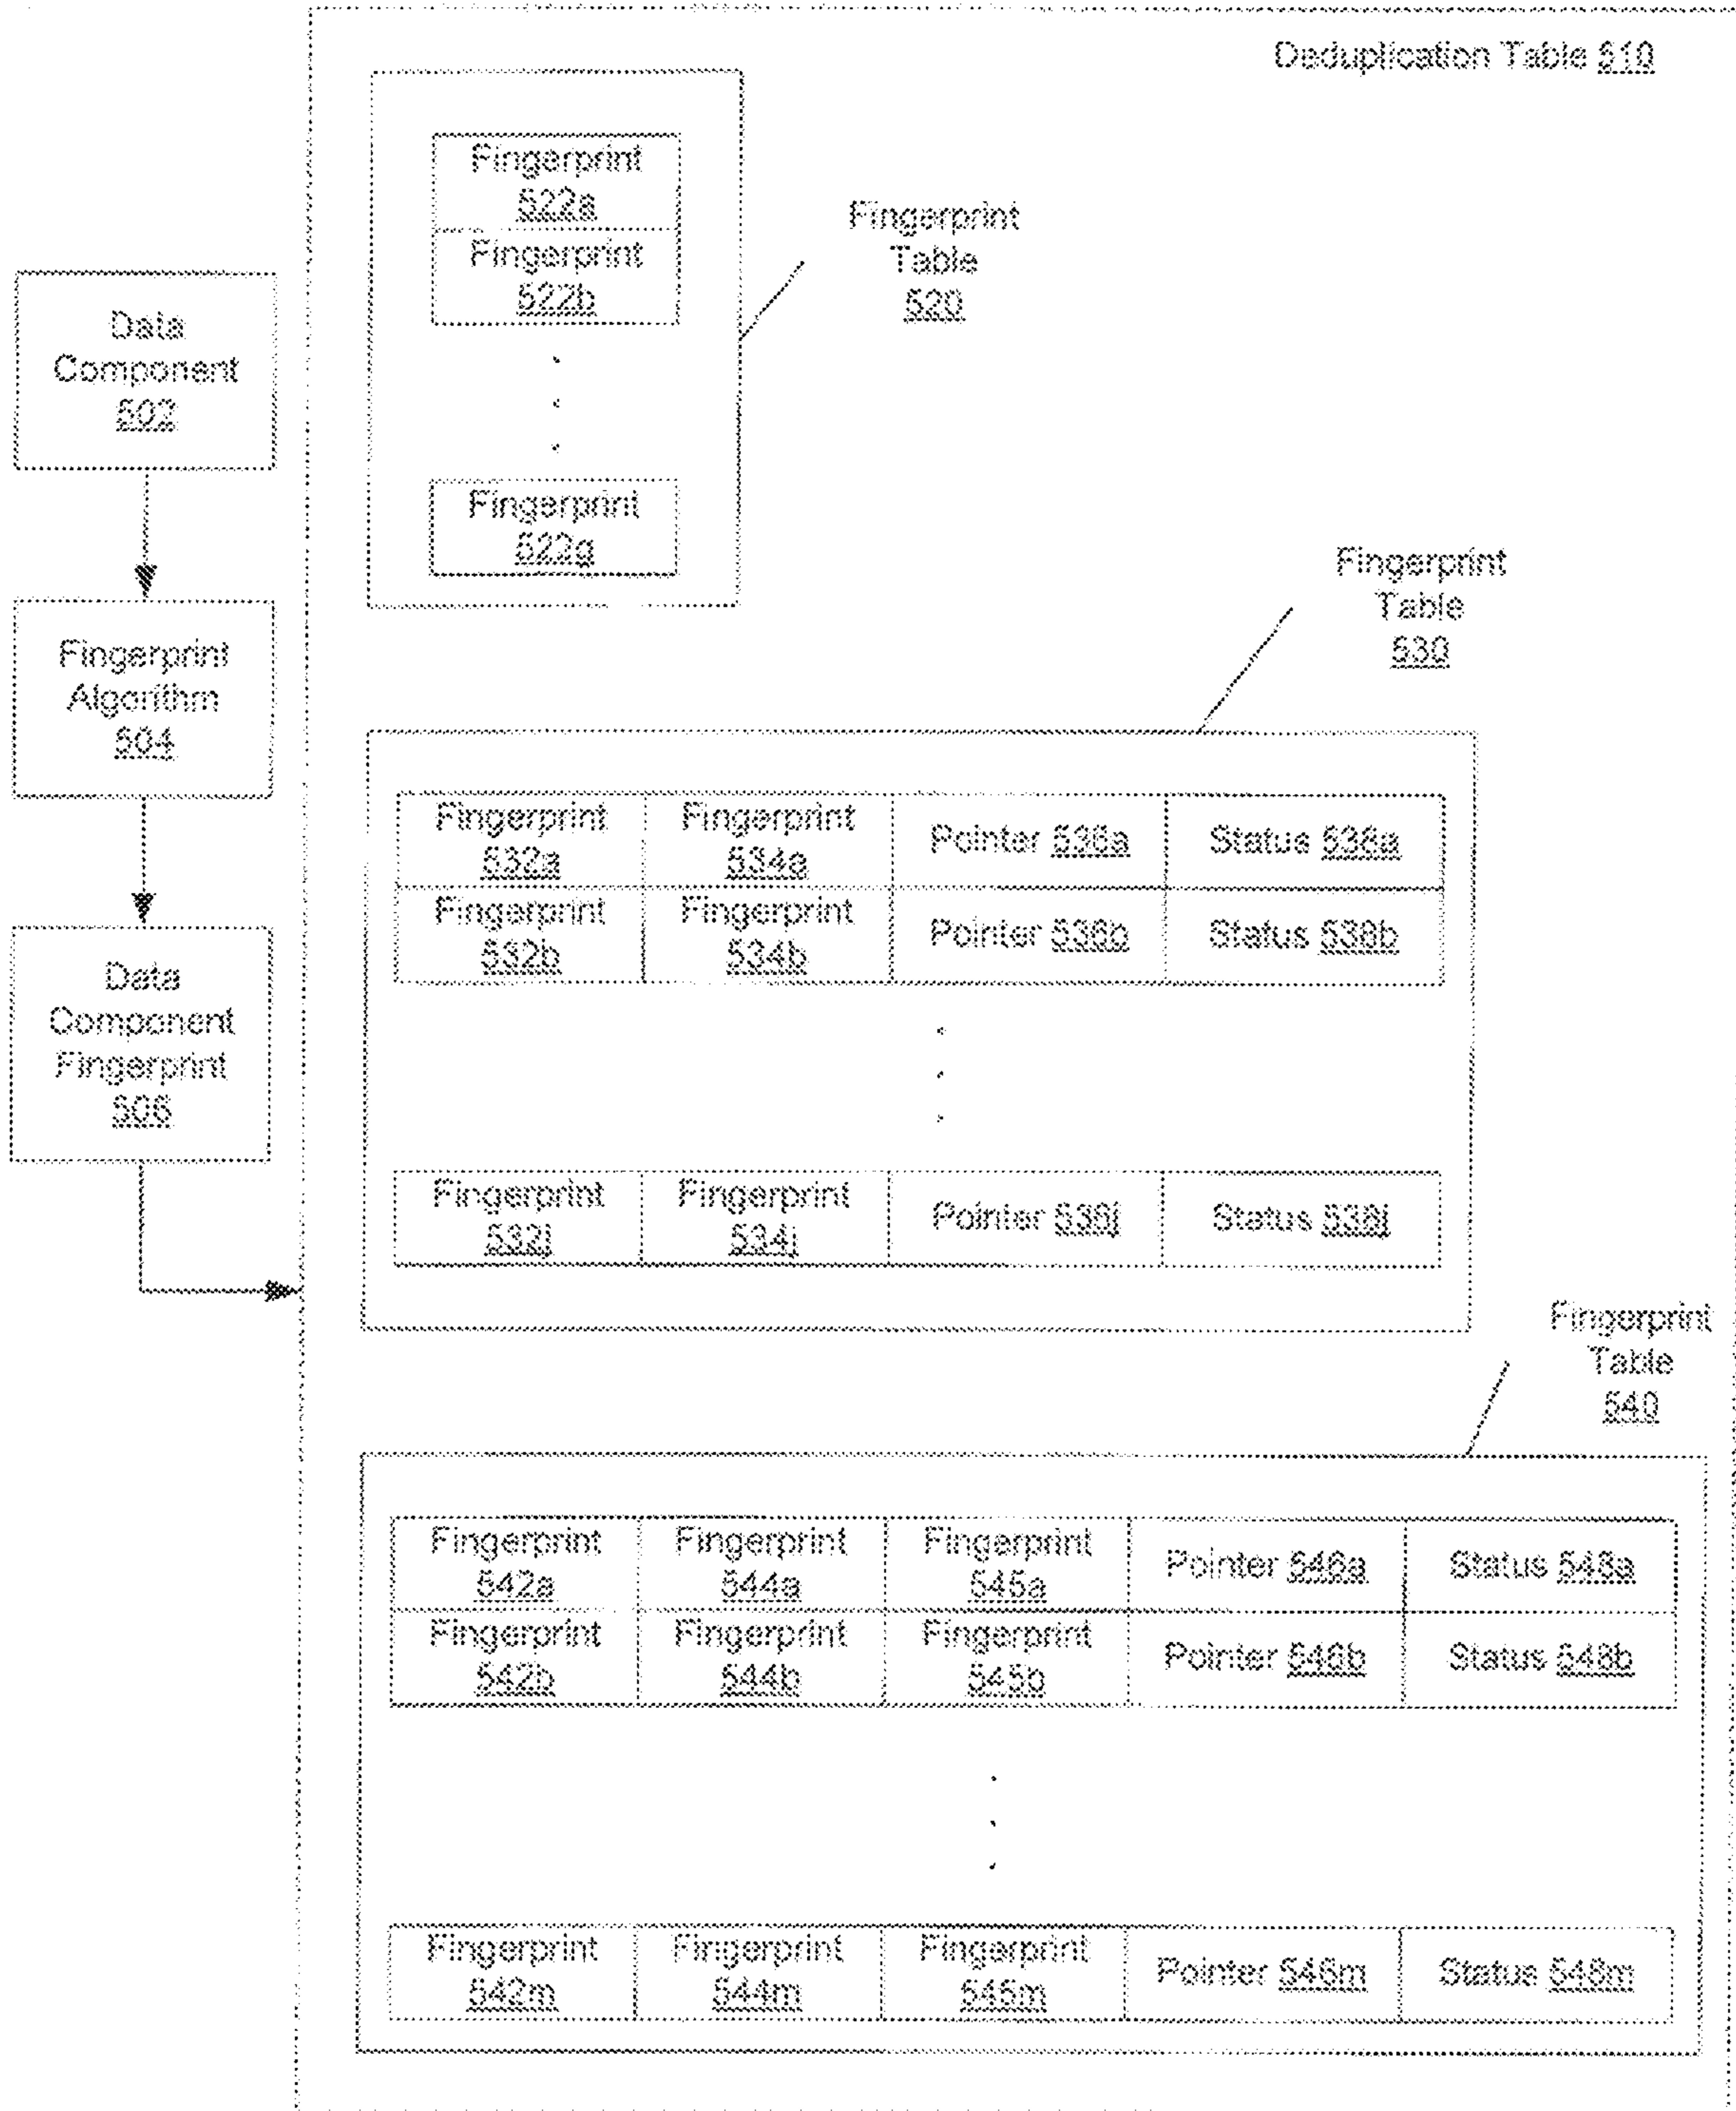 Deduplication Table 510
Fingerprint
522a
Fingerprint
522b
Fingerprint
522g
Fingerprint
Table
520
Data
Component
502
Fingerprint
Algorithm
504
Data
Component
Fingerprint
506
Fingerprint
Table
530
Fingerprint
532a
Fingerprint
534a
Pointer 536a
Status 538a
Fingerprint
532b
Fingerprint
534b
Pointer 536b
Status 538b
Fingerprint
532j
Fingerprint
534j
Pointer 536j
Status 538j
Fingerprint
Table
540
Fingerprint
542a
Fingerprint
544a
Fingerprint
545a
Pointer 546a
Status 548a
Fingerprint
542b
Fingerprint
544b
Fingerprint
545b
Pointer 546b
Status 548b
Fingerprint
542m
Fingerprint
544m
Fingerprint
545m
Pointer 546m
Status 548m